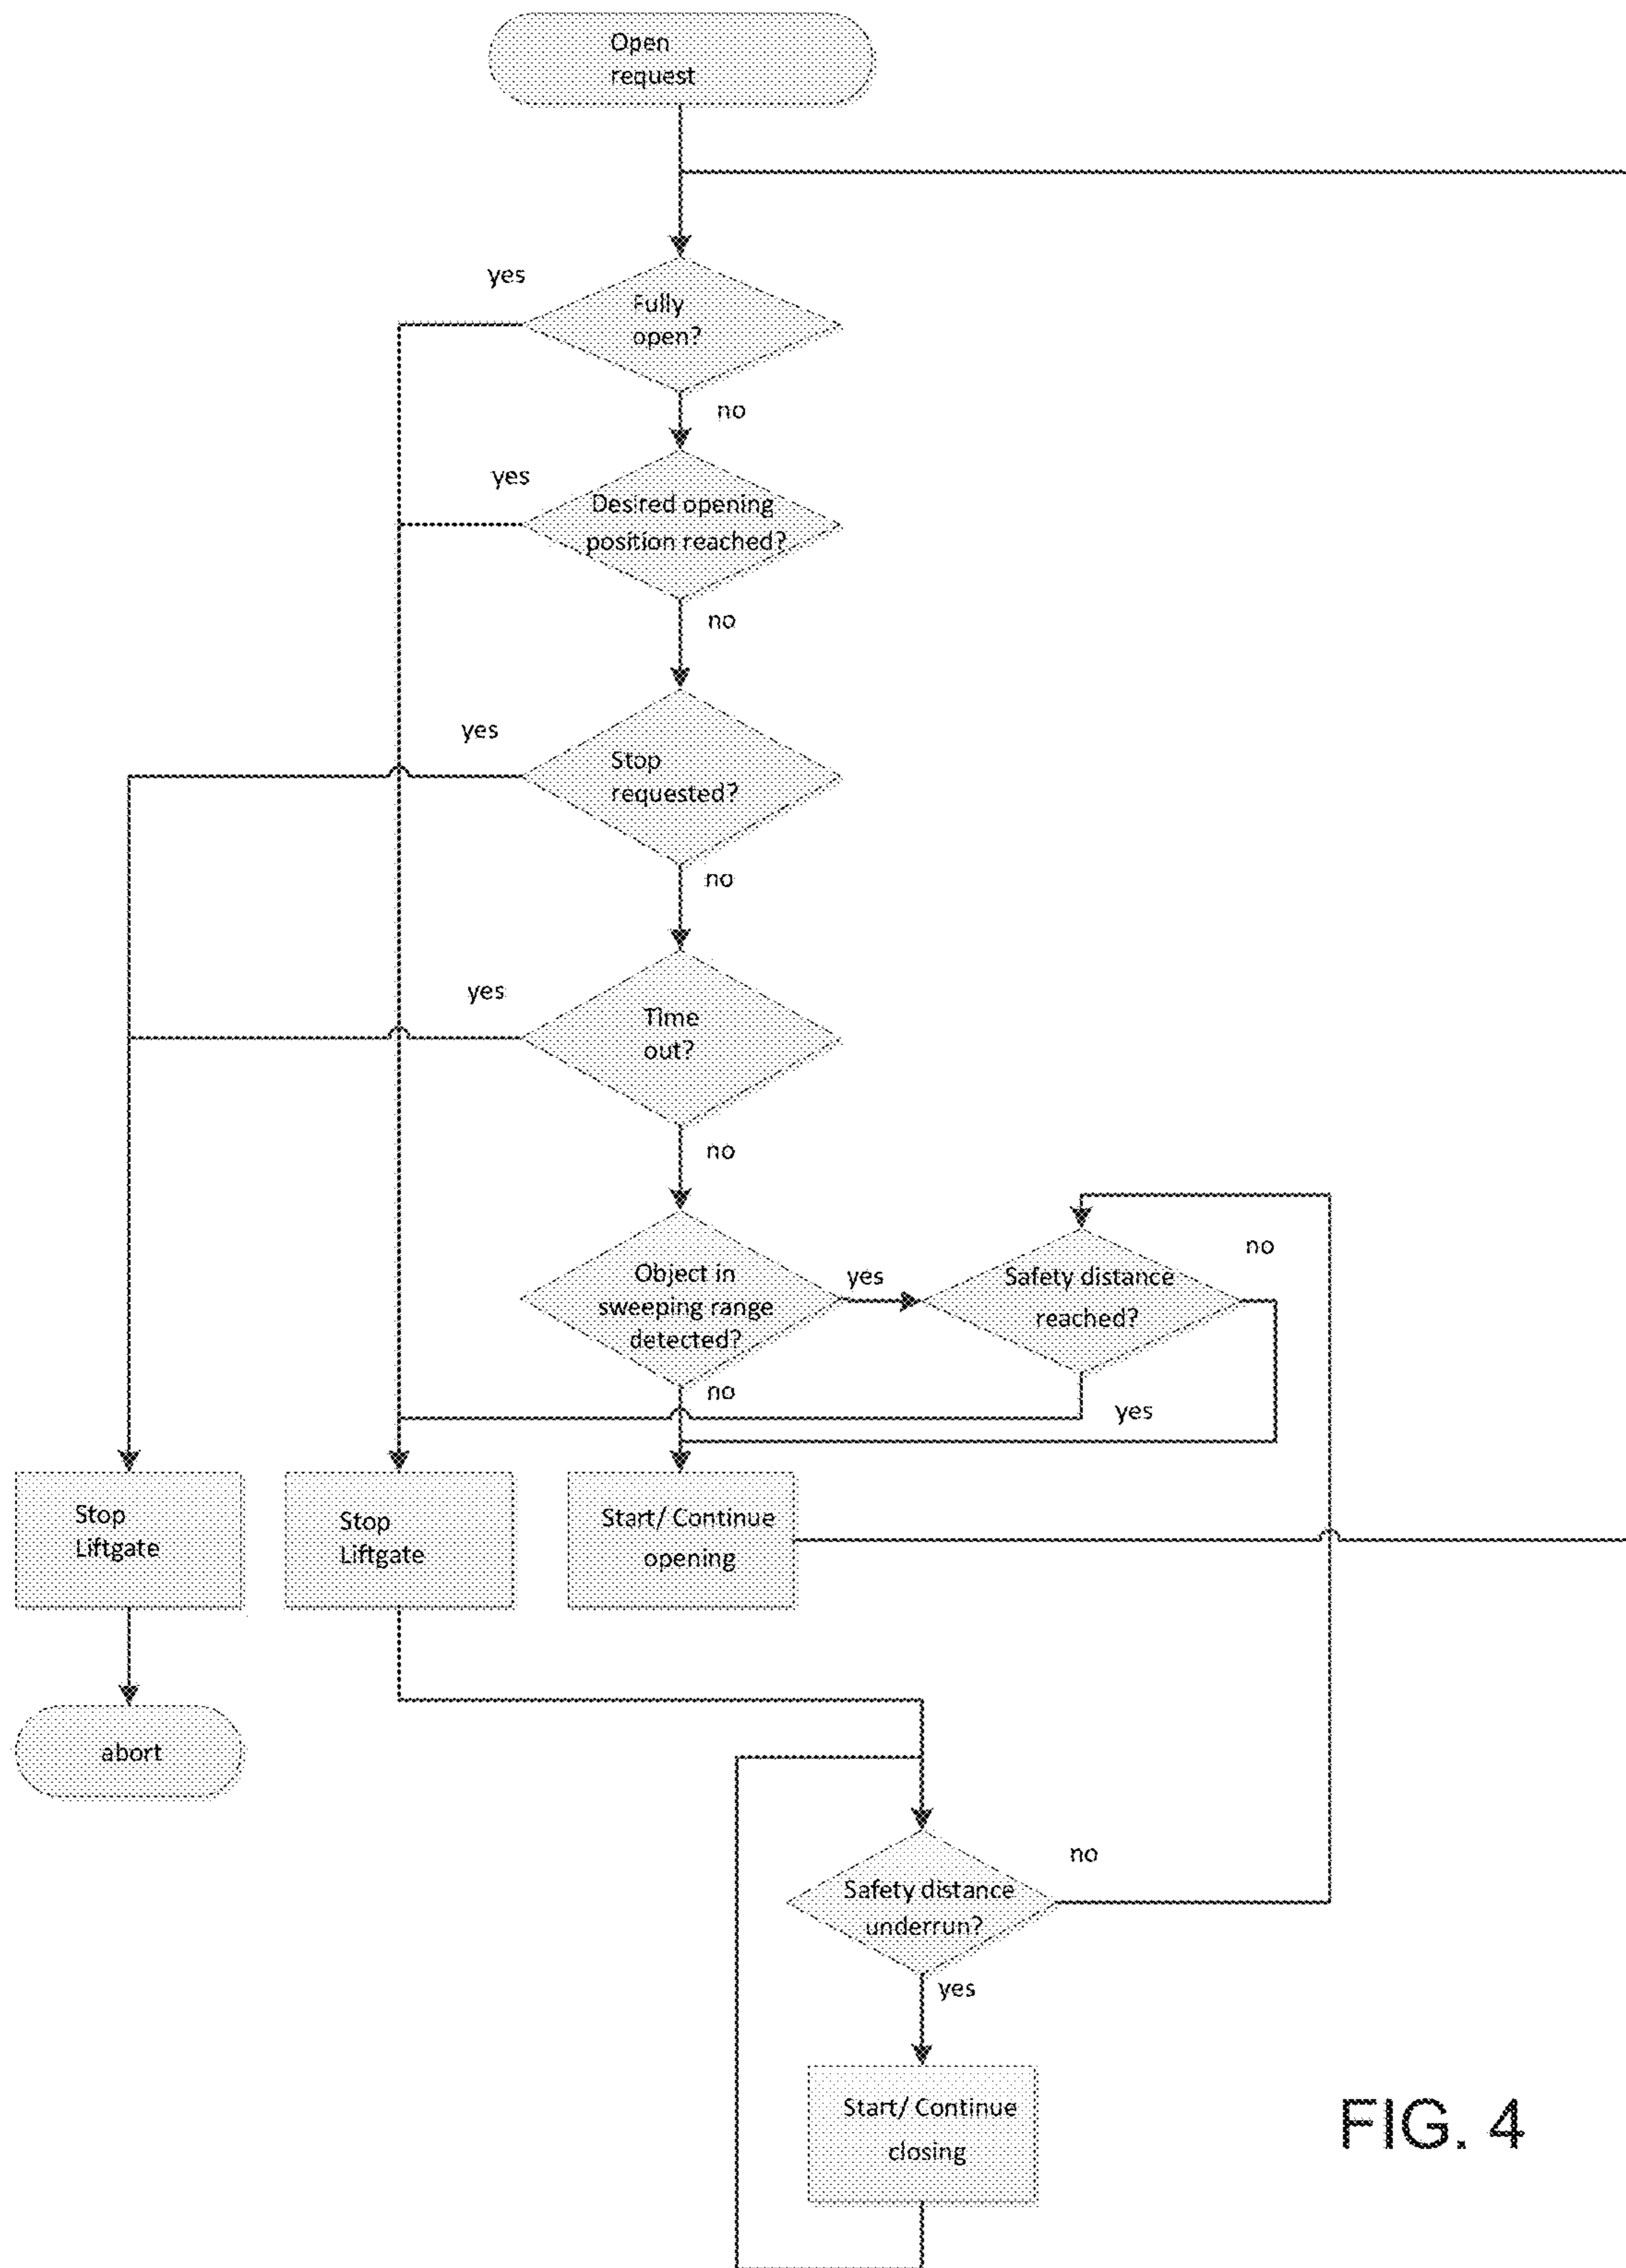 Open
request
yes
Fully
open?
no
yes
Desired opening
position reached?
no
yes
Stop
requested?
no
yes
Time
out?
no
Object in
sweeping range
detected?
yes
Safety distance
reached?
no
no
yes
Stop
Liftgate
Stop
Liftgate
Start/ Continue
opening
abort
Safety distance
underrun?
no
yes
Start/ Continue
closing
FIG. 4